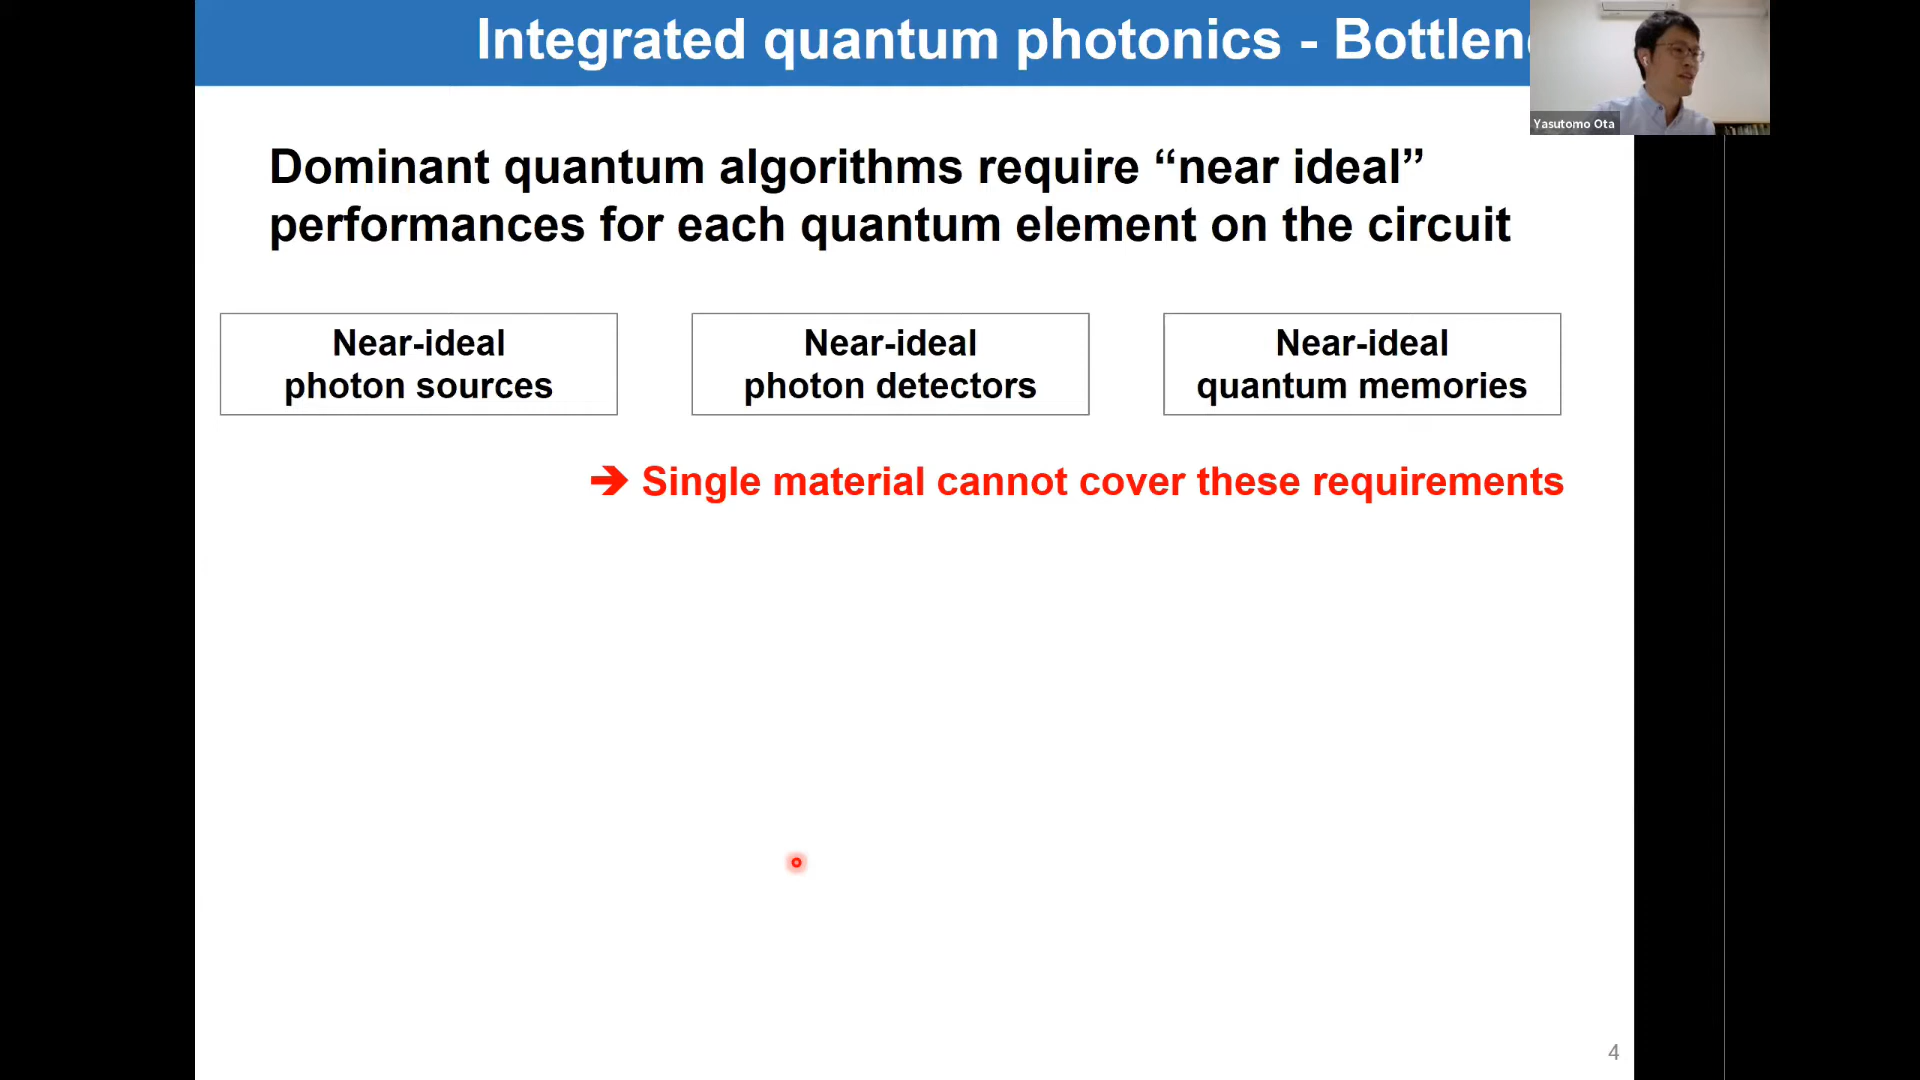 Integrated quantum photonics - Bottlen
Yasutomo Ota
Dominant quantum algorithms require “near ideal”
performances for each quantum element on the circuit
Near-ideal
photon sources
Near-ideal
photon detectors
Near-ideal
quantum memories
➔ Single material cannot cover these requirements
4